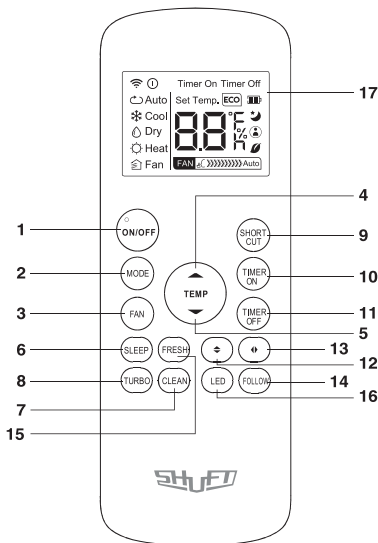 Timer On Timer Off
Auto Set Temp. ECO
Cool
Dry
Heat
Fan
88 °F % h
FAN Auto
17
4
1
ON/OFF
SHORT CUT
9
2
MODE
TEMP
TIMER ON
10
3
FAN
TIMER OFF
11
5
6
SLEEP
FRESH
13
12
8
TURBO
CLEAN
LED
FOLLOW
14
7
16
15
SHUFT